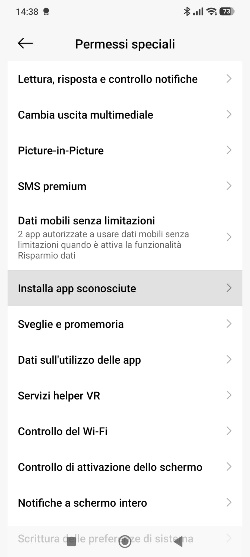 14:38
73
Permessi speciali
Lettura, risposta e controllo notifiche
Cambia uscita multimediale
Picture-in-Picture
SMS premium
Dati mobili senza limitazioni
2 app autorizzate a usare dati mobili senza
limitazioni quando è attiva la funzionalità
Risparmio dati
Installa app sconosciute
Sveglie e promemoria
Dati sull'utilizzo delle app
Servizi helper VR
Controllo del Wi-Fi
Controllo di attivazione dello schermo
Notifiche a schermo intero
Scrittura delle preferenze di sistema